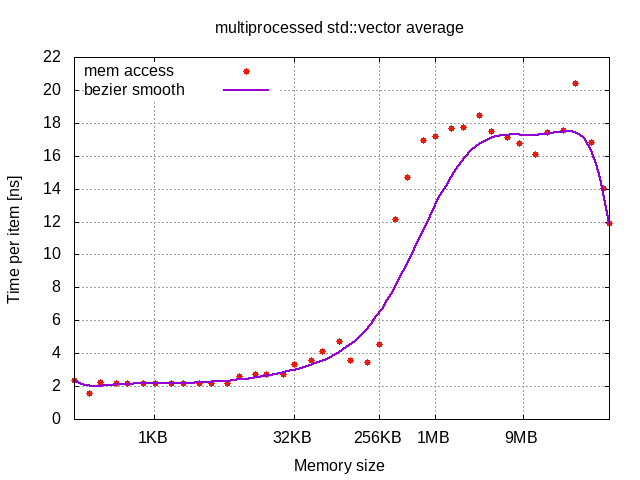 multiprocessed std::vector average
22
20
18
16
14
12
10
8
6
4
2
0
Time per item [ns]
mem access
bezier smooth
1KB 32KB 256KB 1MB 9MB
Memory size